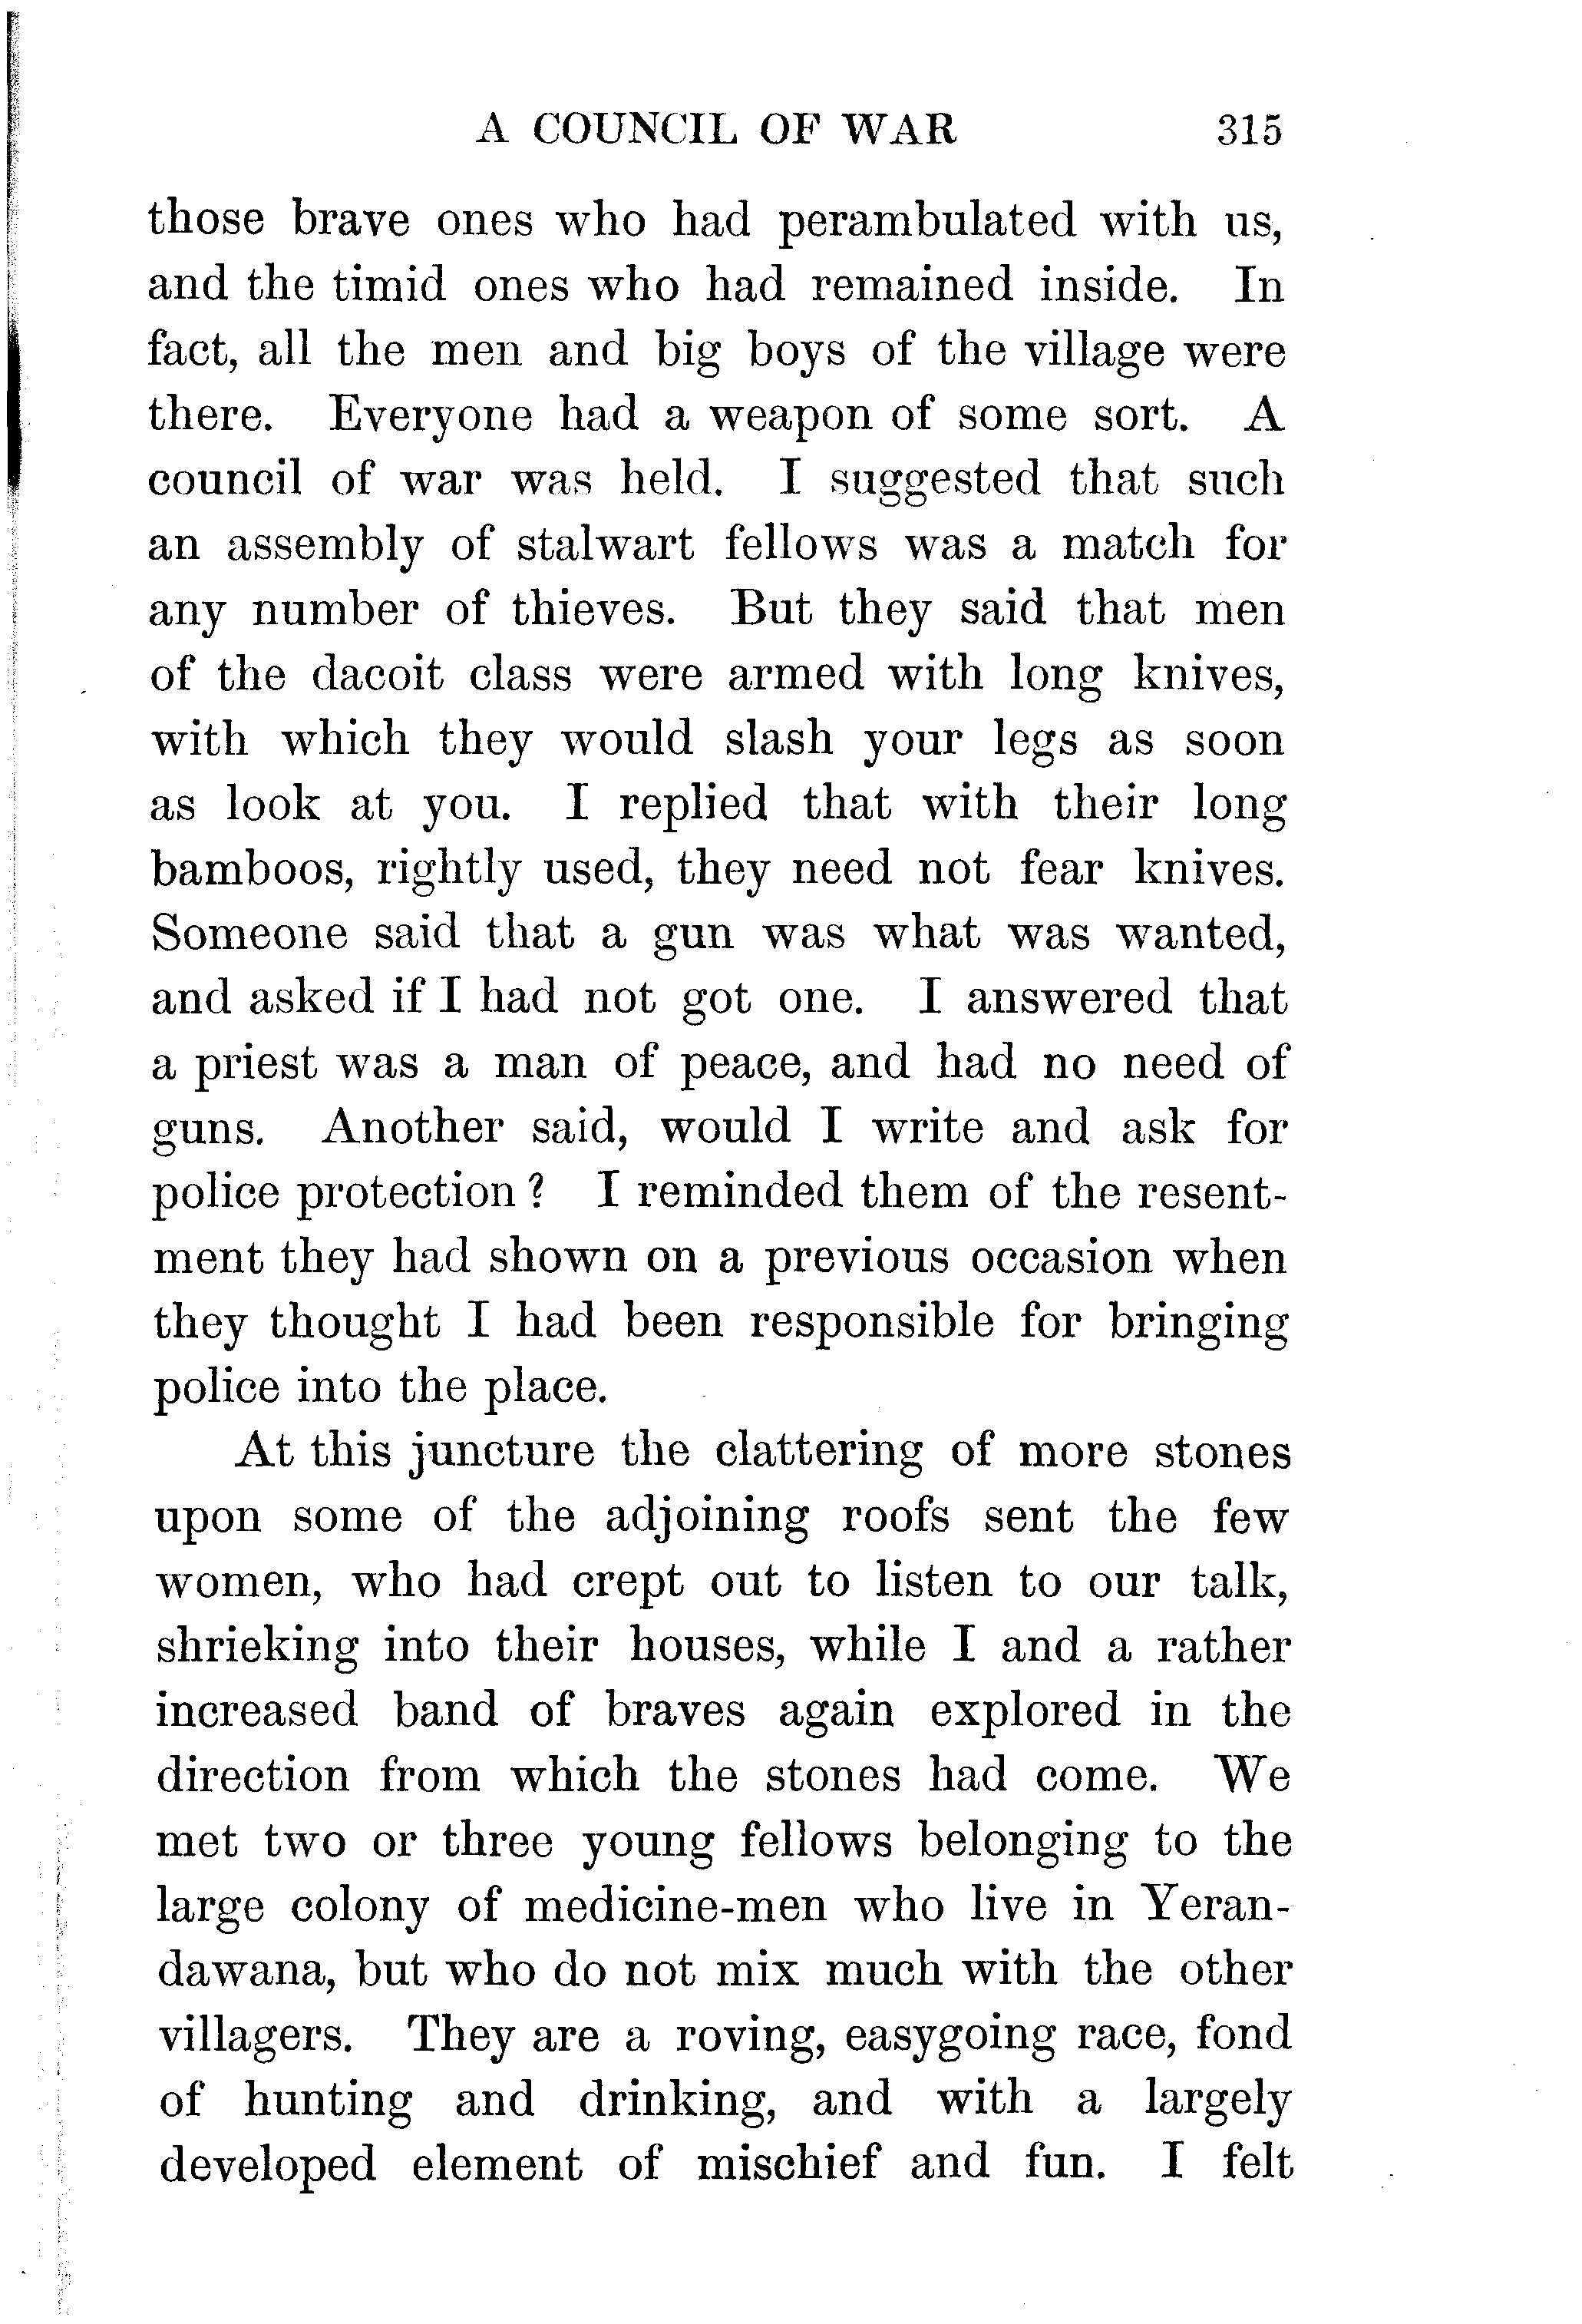 A COUNCIL OF WAR 315
those brave ones who had perambulated with us,
and the timid ones who had remained inside. In
fact, all the men and big boys of the village were
there. Everyone had a weapon of some sort. A
council of war was held. I suggested that such
an assembly of stalwart fellows was a match for
any number of thieves. But they said that men
of the dacoit class were armed with long knives,
with which they would slash your legs as soon
as look at you. I replied that with their long
bamboos, rightly used, they need not fear knives.
Someone said that a gun was what was wanted,
and asked if I had not got one. I answered that
a priest was a man of peace, and had no need of
guns. Another said, would I write and ask for
police protection? I reminded them of the resent-
ment they had shown on a previous occasion when
they thought I had been responsible for bringing
police into the place.
At this juncture the clattering of more stones
upon some of the adjoining roofs sent the few
women, who had crept out to listen to our talk,
shrieking into their houses, while I and a rather
increased band of braves again explored in the
direction from which the stones had come. We
met two or three young fellows belonging to the
large colony of medicine-men who live in Yeran-
dawana, but who do not mix much with the other
villagers. They are a roving, easygoing race, fond
of hunting and drinking, and with a largely
developed element of mischief and fun. I felt